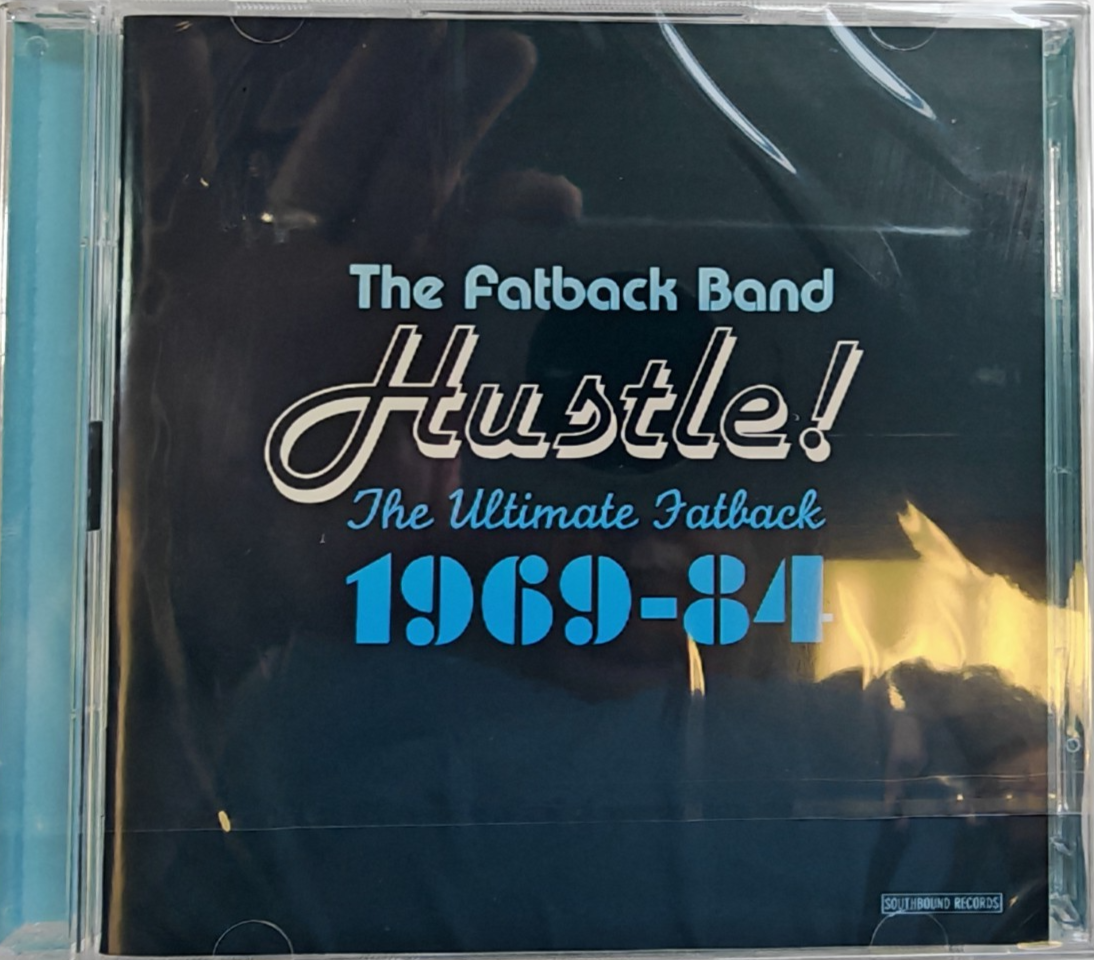 The Fatback Band
Hustle!
The Ultimate Fatback
1969-84
SOUTHBOUND RECORDS